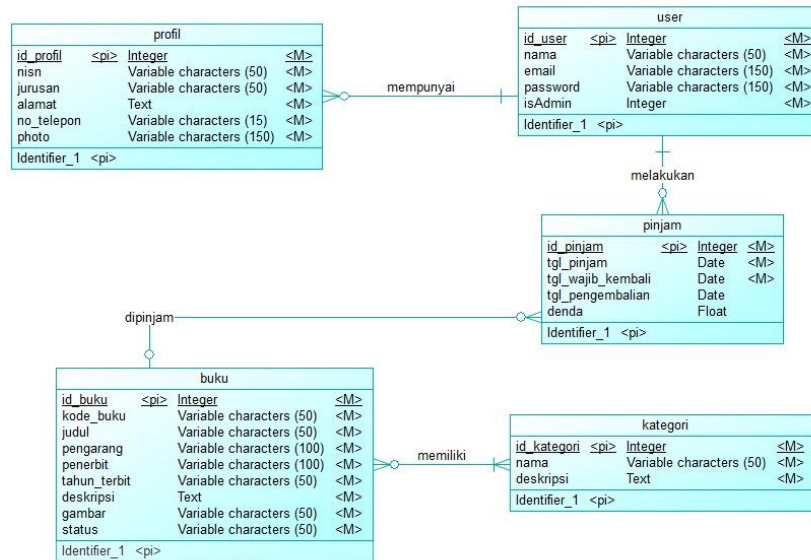 profil
id_profil <pi> Integer <M>
nisn Variable characters (50) <M>
jurusan Variable characters (50) <M>
alamat Text <M>
no_telepon Variable characters (15) <M>
photo Variable characters (150) <M>
Identifier_1 <pi>
mempunyai
user
id_user <pi> Integer <M>
nama Variable characters (50) <M>
email Variable characters (150) <M>
password Variable characters (150) <M>
isAdmin Integer <M>
Identifier_1 <pi>
melakukan
pinjam
id_pinjam <pi> Integer <M>
tgl_pinjam Date <M>
tgl_wajib_kembali Date <M>
tgl_pengembalian Date
denda Float
Identifier_1 <pi>
dipinjam
buku
id_buku <pi> Integer <M>
kode_buku Variable characters (50) <M>
judul Variable characters (50) <M>
pengarang Variable characters (100) <M>
penerbit Variable characters (100) <M>
tahun_terbit Variable characters (50) <M>
deskripsi Text <M>
gambar Variable characters (50) <M>
status Variable characters (50) <M>
Identifier_1 <pi>
memiliki
kategori
id_kategori <pi> Integer <M>
nama Variable characters (50) <M>
deskripsi Text <M>
Identifier_1 <pi>